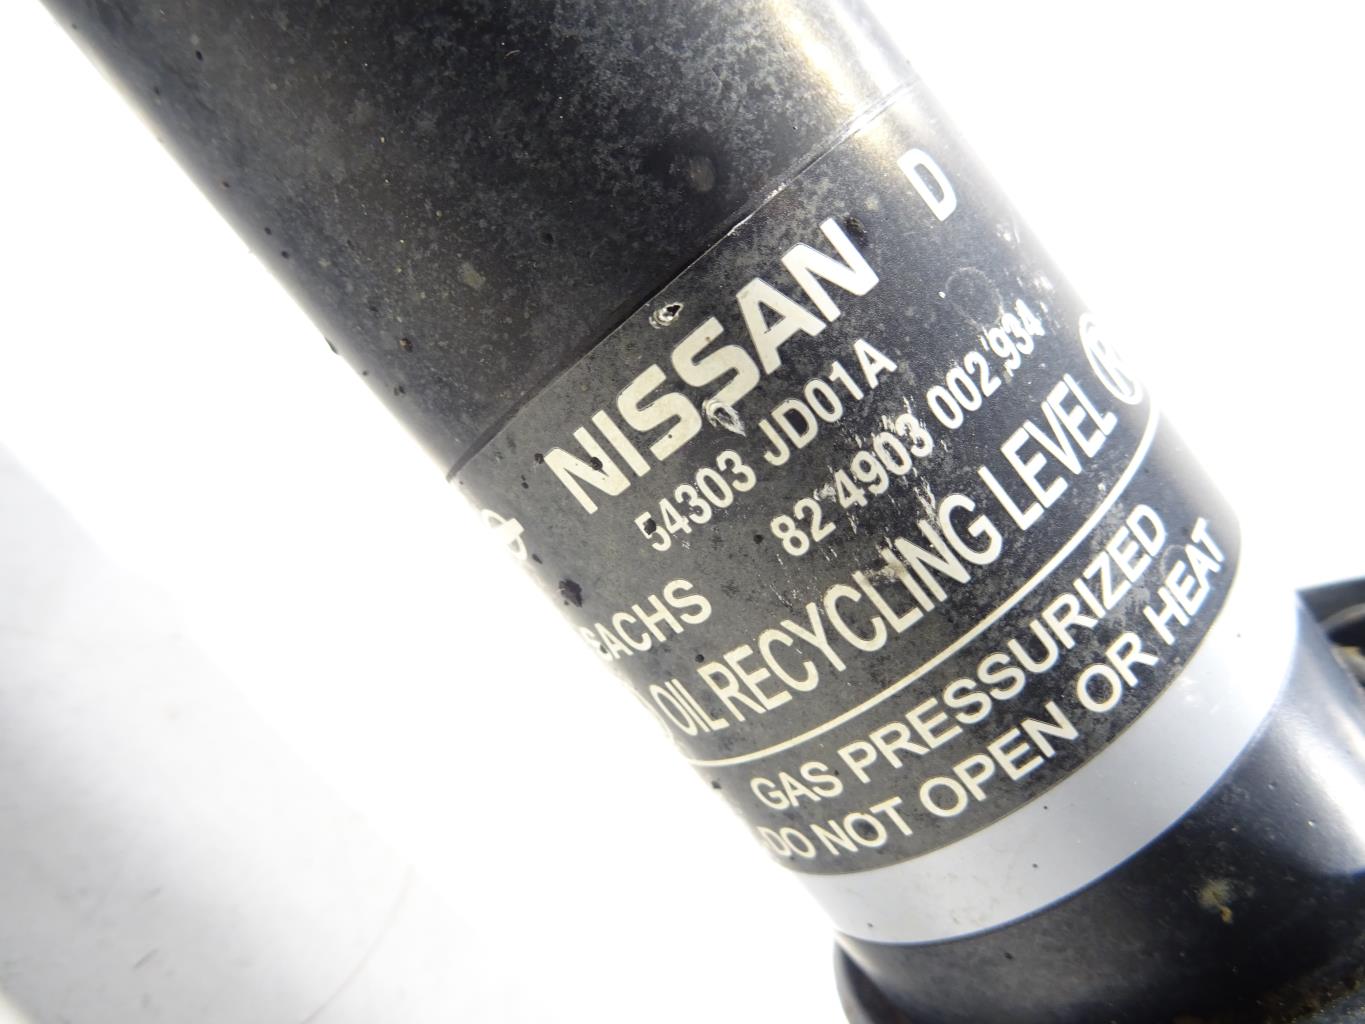 NISSAN D
54303 JD01A
SACHS 82 4903 002 934
OIL RECYCLING LEVEL R
GAS PRESSURIZED
DO NOT OPEN OR HEAT